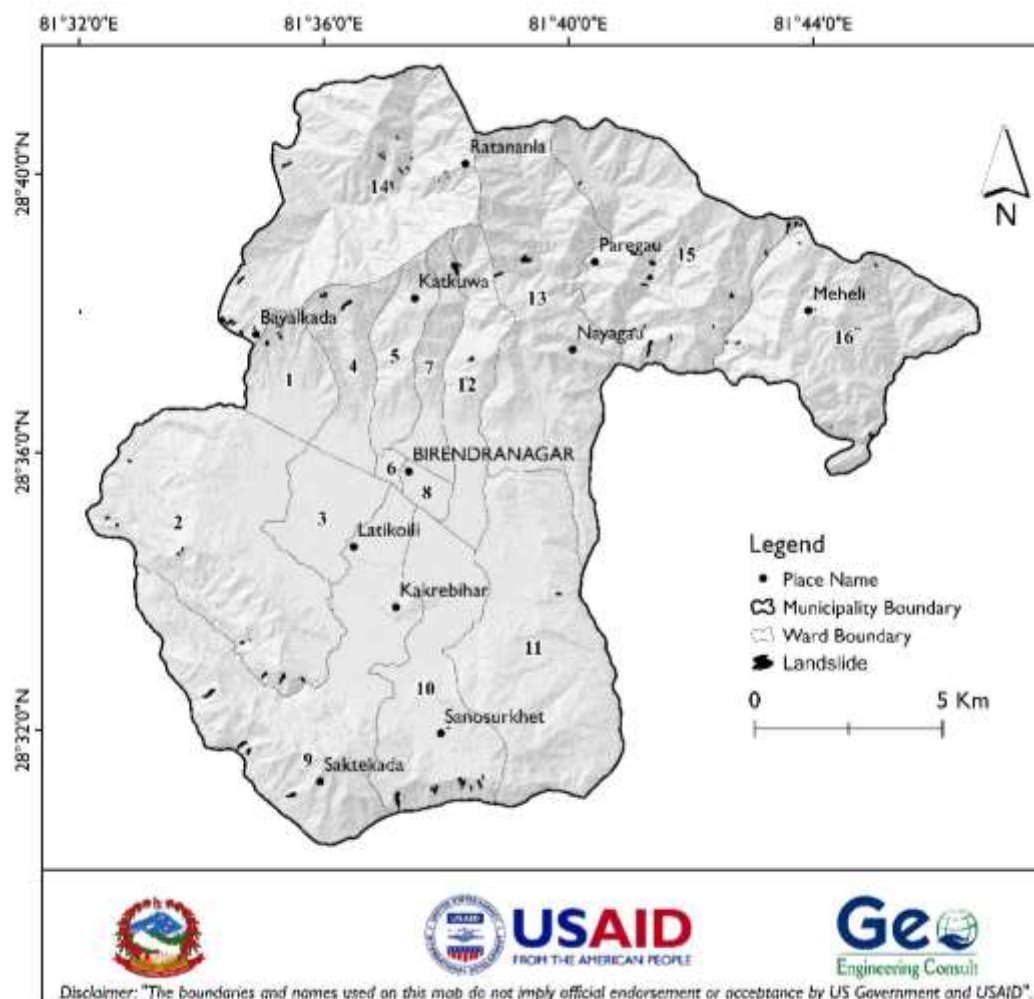 81°32'0"E 81°36'0"E 81°40'0"E 81°44'0"E
28°40'0"N
28°36'0"N
28°32'0"N
N
Ratananla
14
Paregau
15
Katkuwa
13
Meheli
16
Bayalkada
Nayagau
1
4
5
7
12
BIRENDRANAGAR
6
8
2
3
Latikoili
Kakrebihar
11
10
Sanosurkhet
9
Saktekada
Legend
Place Name
Municipality Boundary
Ward Boundary
Landslide
0 5 Km
USAID
USAID
FROM THE AMERICAN PEOPLE
Geo
Engineering Consult
Disclaimer: "The boundaries and names used on this map do not imply official endorsement or acceptance by US Government and USAID"